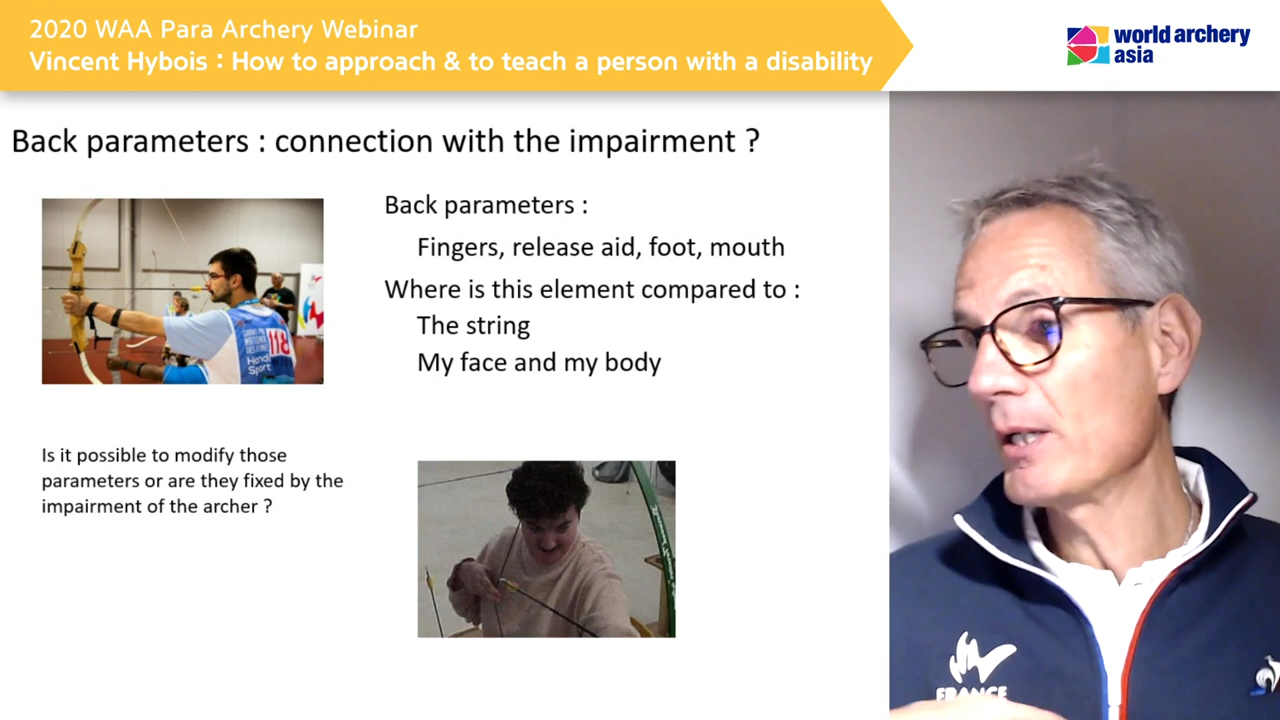 2020 WAA Para Archery Webinar
Vincent Hybois : How to approach & to teach a person with a disability
world archery
asia
Back parameters : connection with the impairment ?
Back parameters :
Fingers, release aid, foot, mouth
Where is this element compared to :
The string
My face and my body
118
Handi
Sport
Is it possible to modify those
parameters or are they fixed by the
impairment of the archer ?
FRANCE